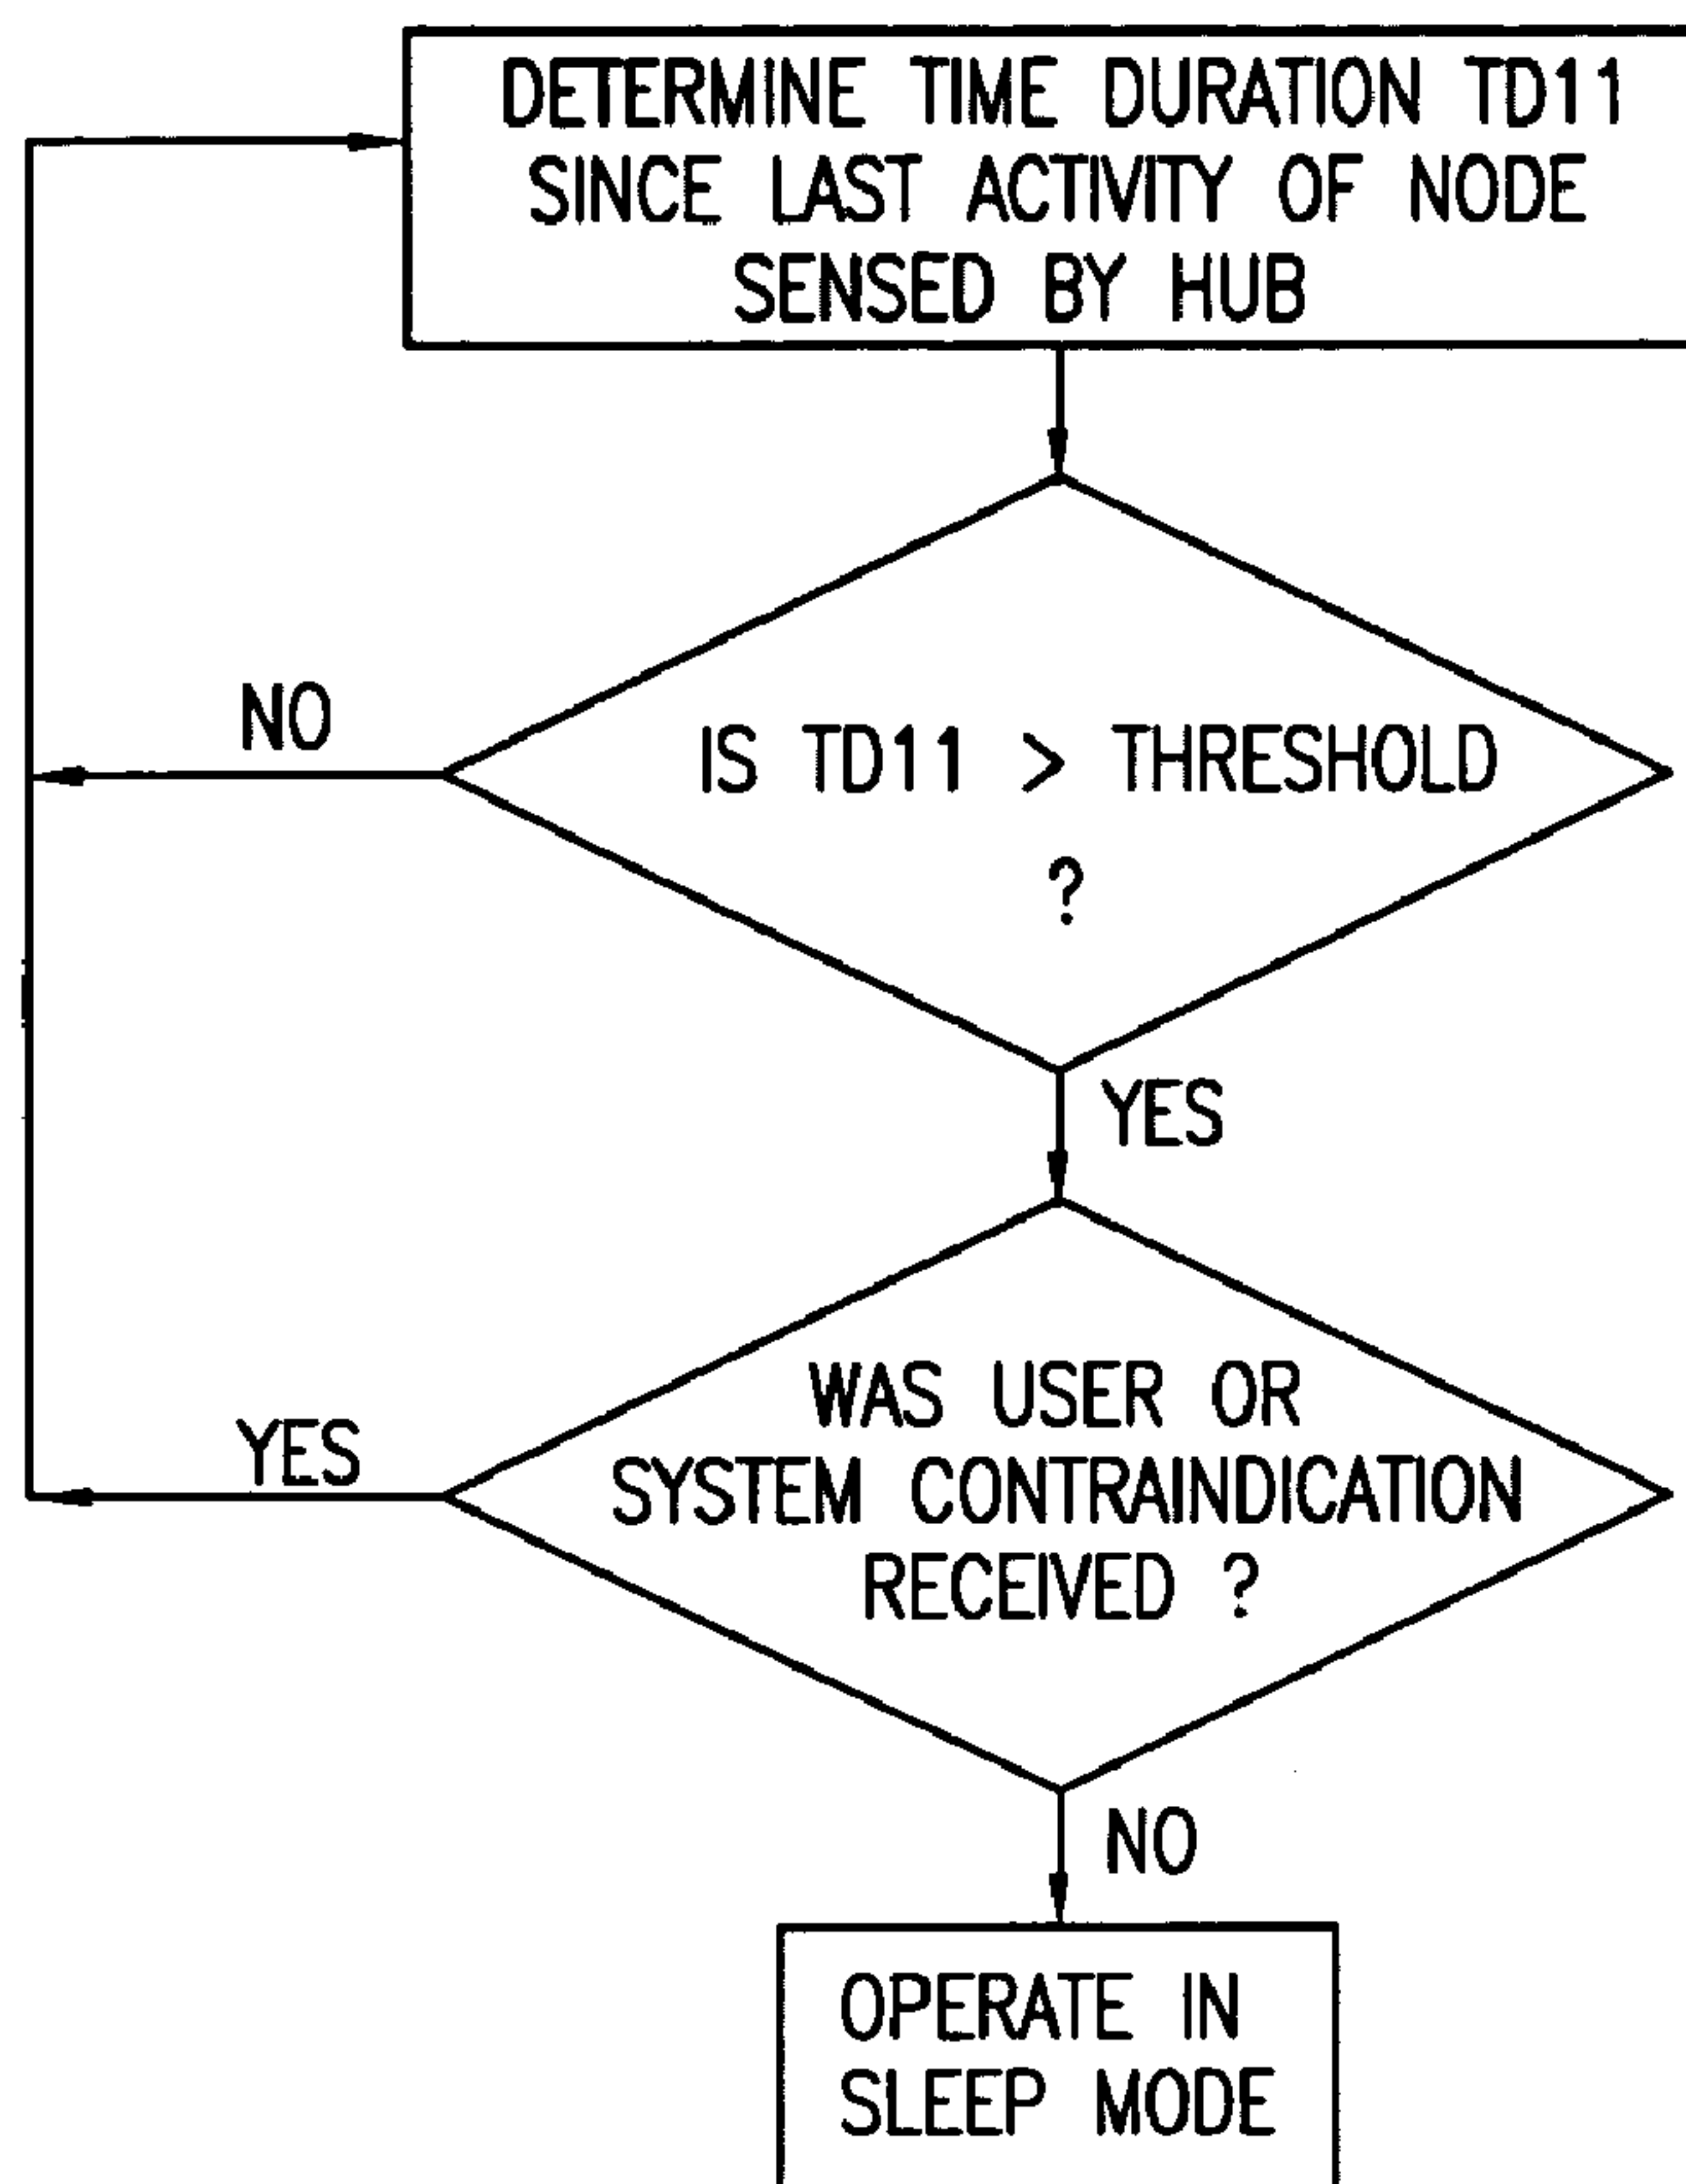 DETERMINE TIME DURATION TD11
SINCE LAST ACTIVITY OF NODE
SENSED BY HUB
NO
IS TD11 > THRESHOLD
?
YES
WAS USER OR
SYSTEM CONTRAINDICATION
RECEIVED ?
YES
NO
OPERATE IN
SLEEP MODE